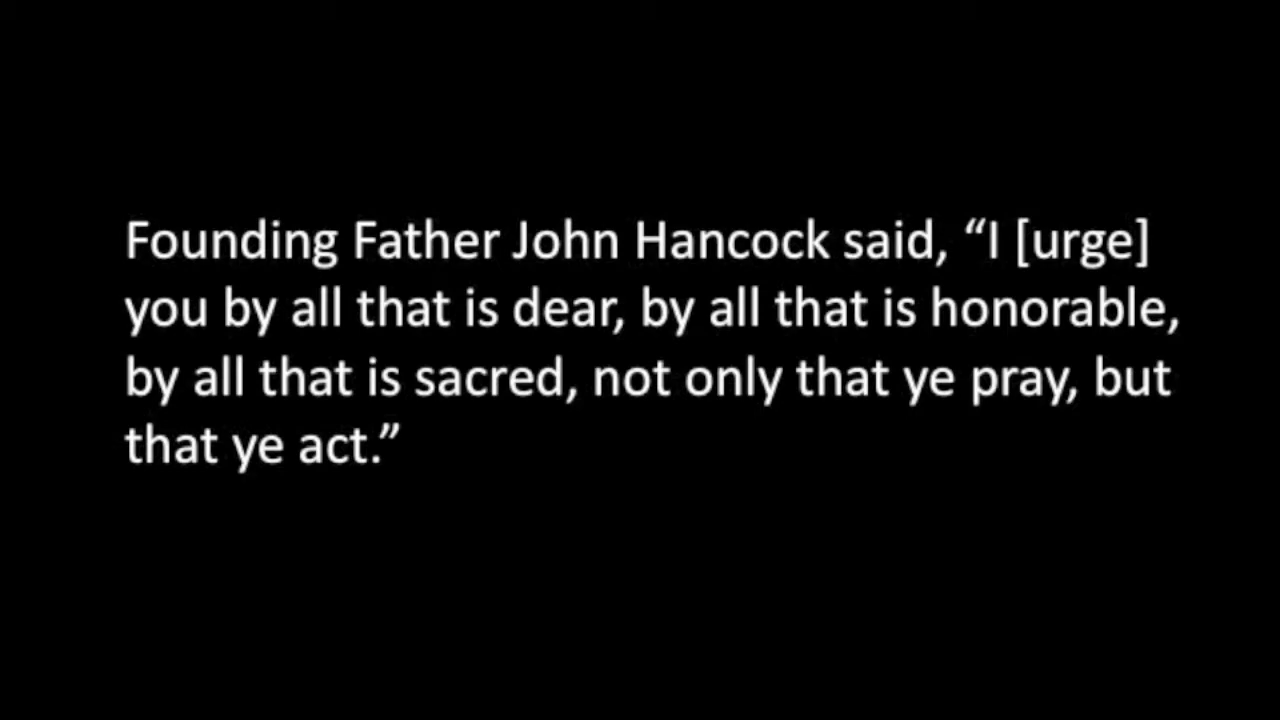 Founding Father John Hancock said, “I [urge]
you by all that is dear, by all that is honorable,
by all that is sacred, not only that ye pray, but
that ye act.”